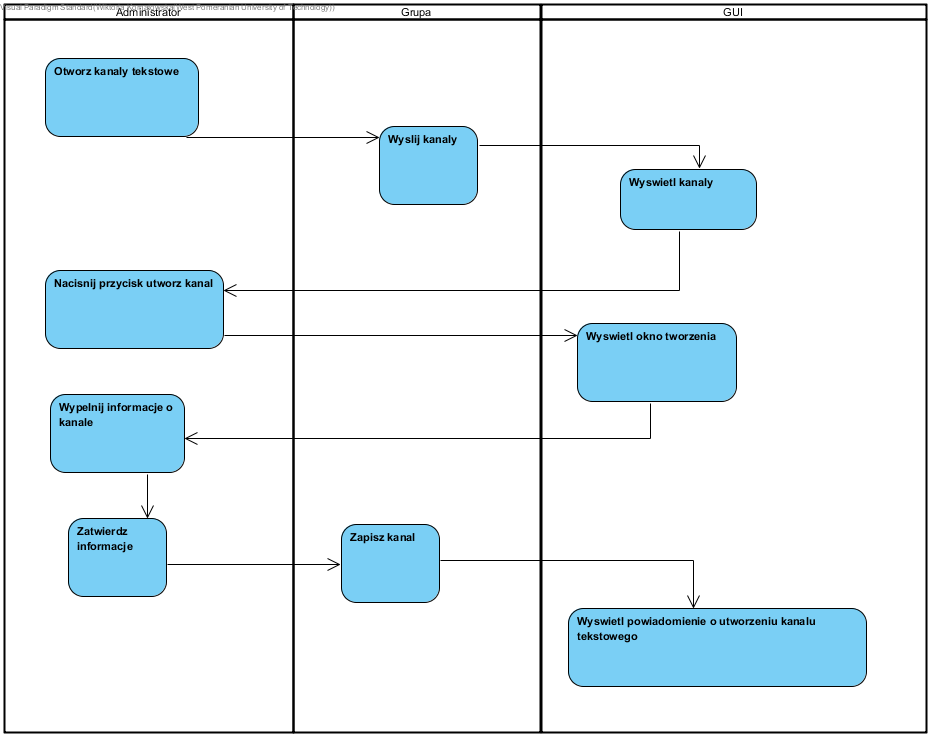 Visual Paradigm Standard( West Pomeranian University of Technology))
Administrator
Grupa
GUI
Otworz kanaly tekstowe
Wyslij kanaly
Wyswietl kanaly
Nacisnij przycisk utworz kanal
Wyswietl okno tworzenia
Wypelnij informacje o
kanale
Zatwierdz
informacje
Zapisz kanal
Wyswietl powiadomienie o utworzeniu kanalu
tekstowego